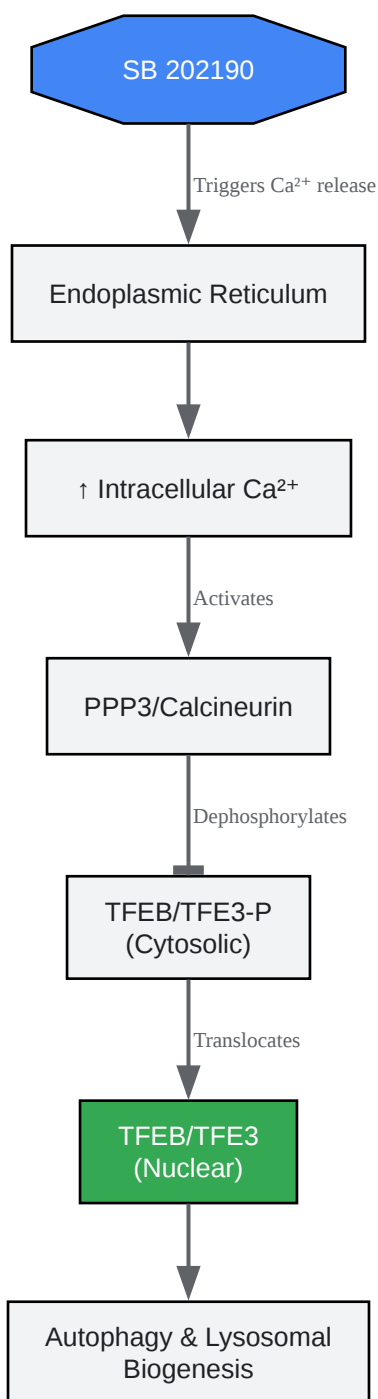 SB 202190
Triggers Ca²⁺ release
Endoplasmic Reticulum
↑ Intracellular Ca²⁺
Activates
PPP3/Calcineurin
Dephosphorylates
TFEB/TFE3-P
(Cytosolic)
Translocates
TFEB/TFE3
(Nuclear)
Autophagy & Lysosomal
Biogenesis